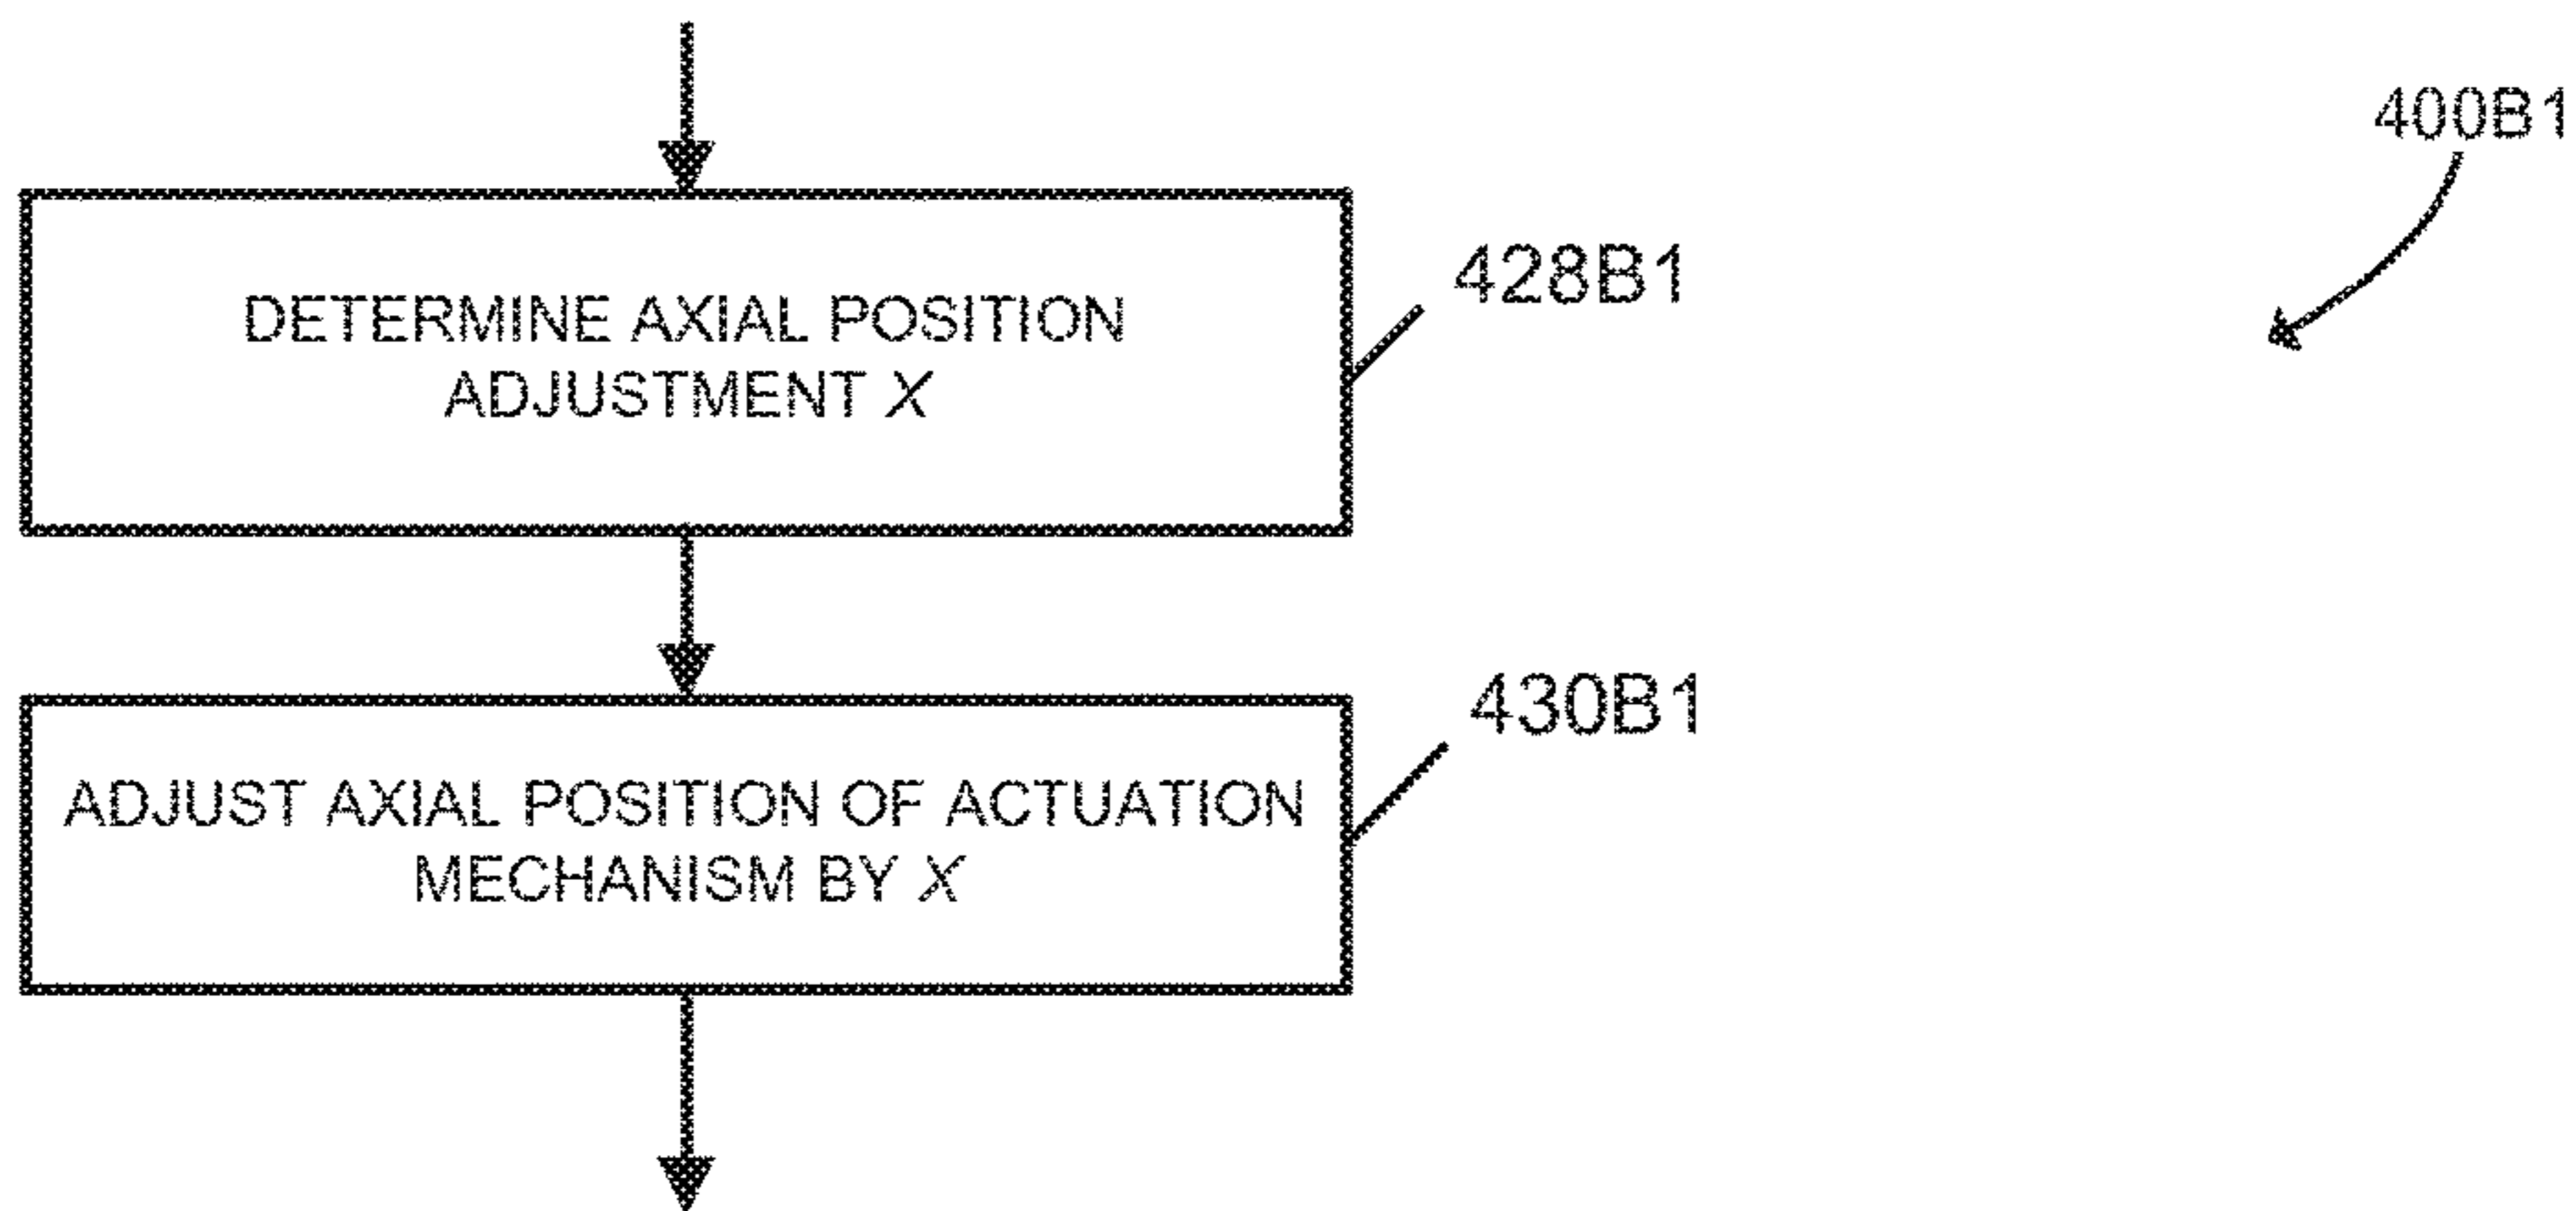 400B1
DETERMINE AXIAL POSITION
ADJUSTMENT X
428B1
ADJUST AXIAL POSITION OF ACTUATION
MECHANISM BY X
430B1